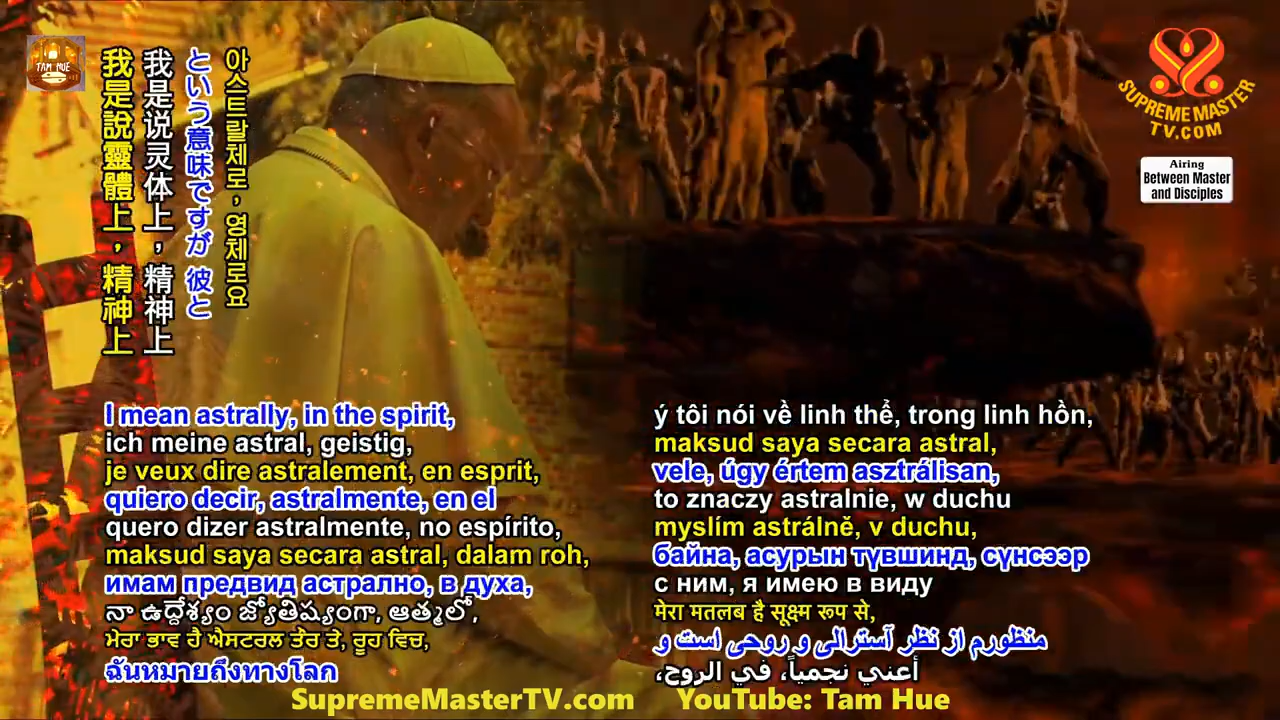 TAM HUE
我是說靈體上，精神上
我是说灵体上，精神上
という意味ですが 彼と
아스트랄체로, 영체로요
SUPREME MASTER
TV.COM
Airing
Between Master
and Disciples
I mean astrally, in the spirit,
ich meine astral, geistig,
je veux dire astralement, en esprit,
quiero decir, astralmente, en el
quero dizer astralmente, no espírito,
maksud saya secara astral, dalam roh,
имам предвид астрално, в духа,
నా ఉద్దేశ్యం జ్యోతిష్యంగా, ఆత్మలో,
ਮੇਰਾ ਭਾਵ ਹੈ ਐਸਟਰਲ ਤੌਰ ਤੇ, ਰੂਹ ਵਿਚ,
ฉันหมายถึงทางโลก
ý tôi nói về linh thể, trong linh hồn,
maksud saya secara astral,
vele, úgy értem asztrálisan,
to znaczy astralnie, w duchu
myslím astrálně, v duchu,
байна, асурын түвшинд, сүнсээр
с ним, я имею в виду
मेरा मतलब है सूक्ष्म रूप से,
منظورم از نظر آسترالی و روحی است و
أعني نجمياً، في الروح،
SupremeMasterTV.com
YouTube: Tam Hue